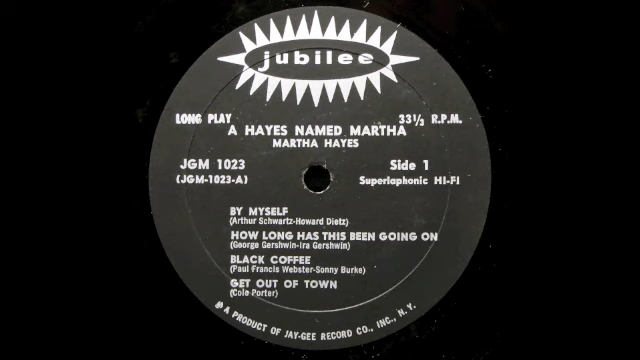 jubilee
LONG PLAY 33 1/3 R.P.M.
A HAYES NAMED MARTHA
MARTHA HAYES
JGM 1023 Side 1
(JGM-1023-A) Superlaphonic HI-FI
BY MYSELF
(Arthur Schwartz-Howard Dietz)
HOW LONG HAS THIS BEEN GOING ON
(George Gershwin-Ira Gershwin)
BLACK COFFEE
(Paul Francis Webster-Sonny Burke)
GET OUT OF TOWN
(Cole Porter)
A PRODUCT OF JAY-GEE RECORD CO., INC., N.Y.